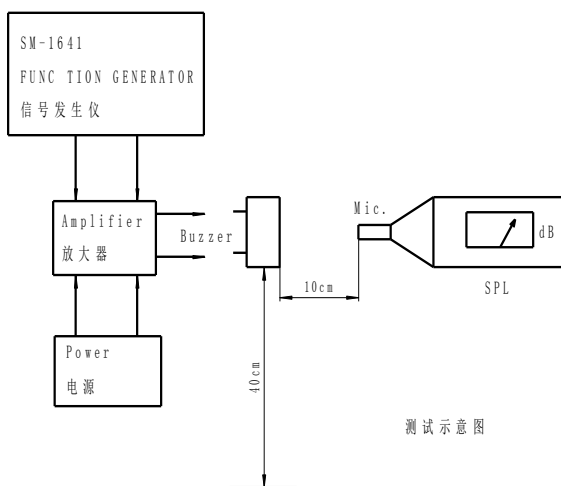 SM-1641
FUNC TION GENERATOR
信号发生仪
Amplifier
放大器
Buzzer
Mic.
dB
10cm
SPL
Power
电源
40cm
测试示意图